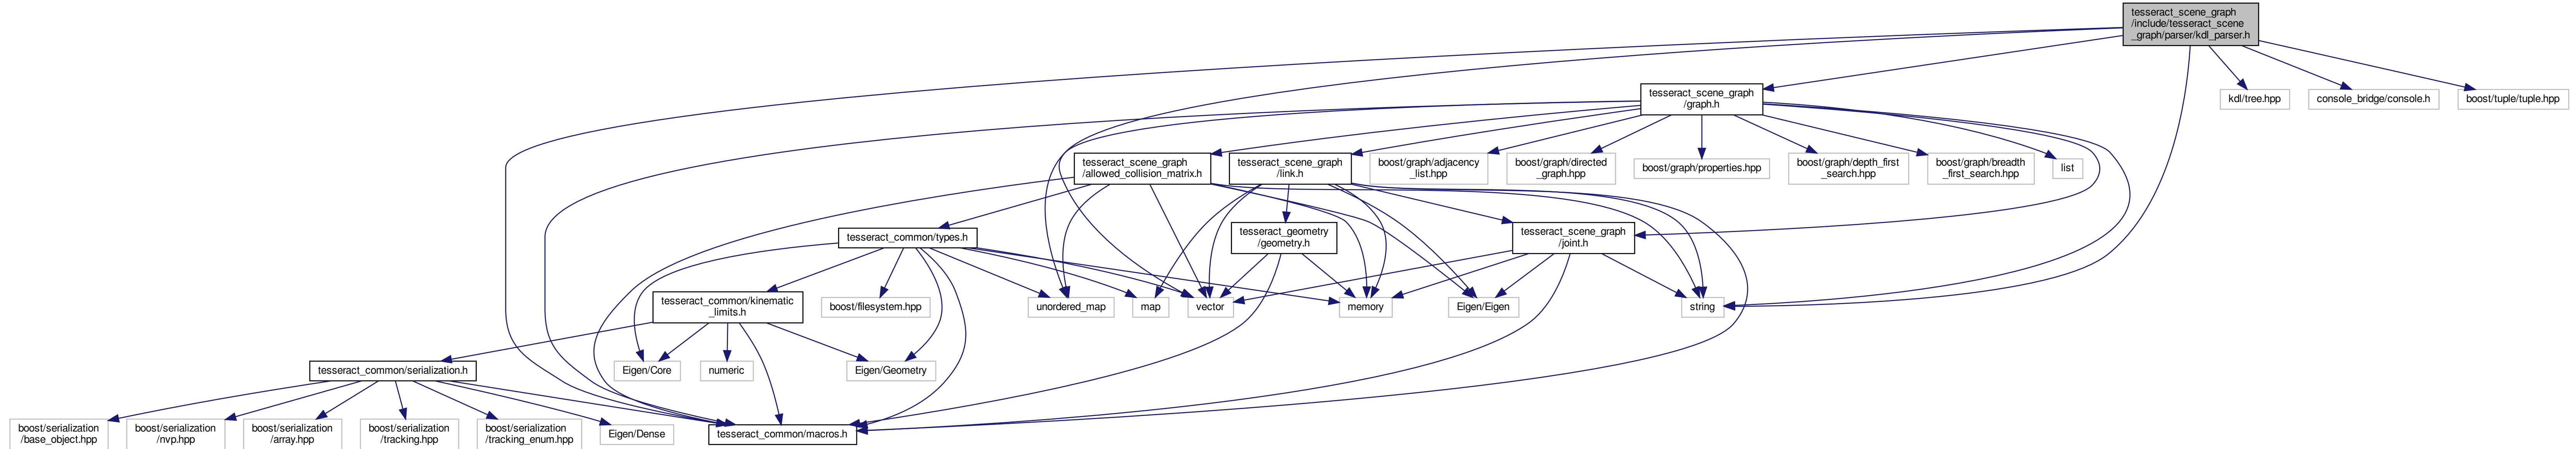 tesseract_scene_graph
/include/tesseract_scene
_graph/parser/kdl_parser.h
tesseract_scene_graph
/graph.h
kdl/tree.hpp
console_bridge/console.h
boost/tuple/tuple.hpp
tesseract_scene_graph
/allowed_collision_matrix.h
tesseract_scene_graph
/link.h
boost/graph/adjacency
_list.hpp
boost/graph/directed
_graph.hpp
boost/graph/properties.hpp
boost/graph/depth_first
_search.hpp
boost/graph/breadth
_first_search.hpp
list
tesseract_common/types.h
tesseract_geometry
/geometry.h
tesseract_scene_graph
/joint.h
tesseract_common/kinematic
_limits.h
boost/filesystem.hpp
unordered_map
map
vector
memory
Eigen/Eigen
string
tesseract_common/serialization.h
Eigen/Core
numeric
Eigen/Geometry
boost/serialization
/base_object.hpp
boost/serialization
/nvp.hpp
boost/serialization
/array.hpp
boost/serialization
/tracking.hpp
boost/serialization
/tracking_enum.hpp
Eigen/Dense
tesseract_common/macros.h